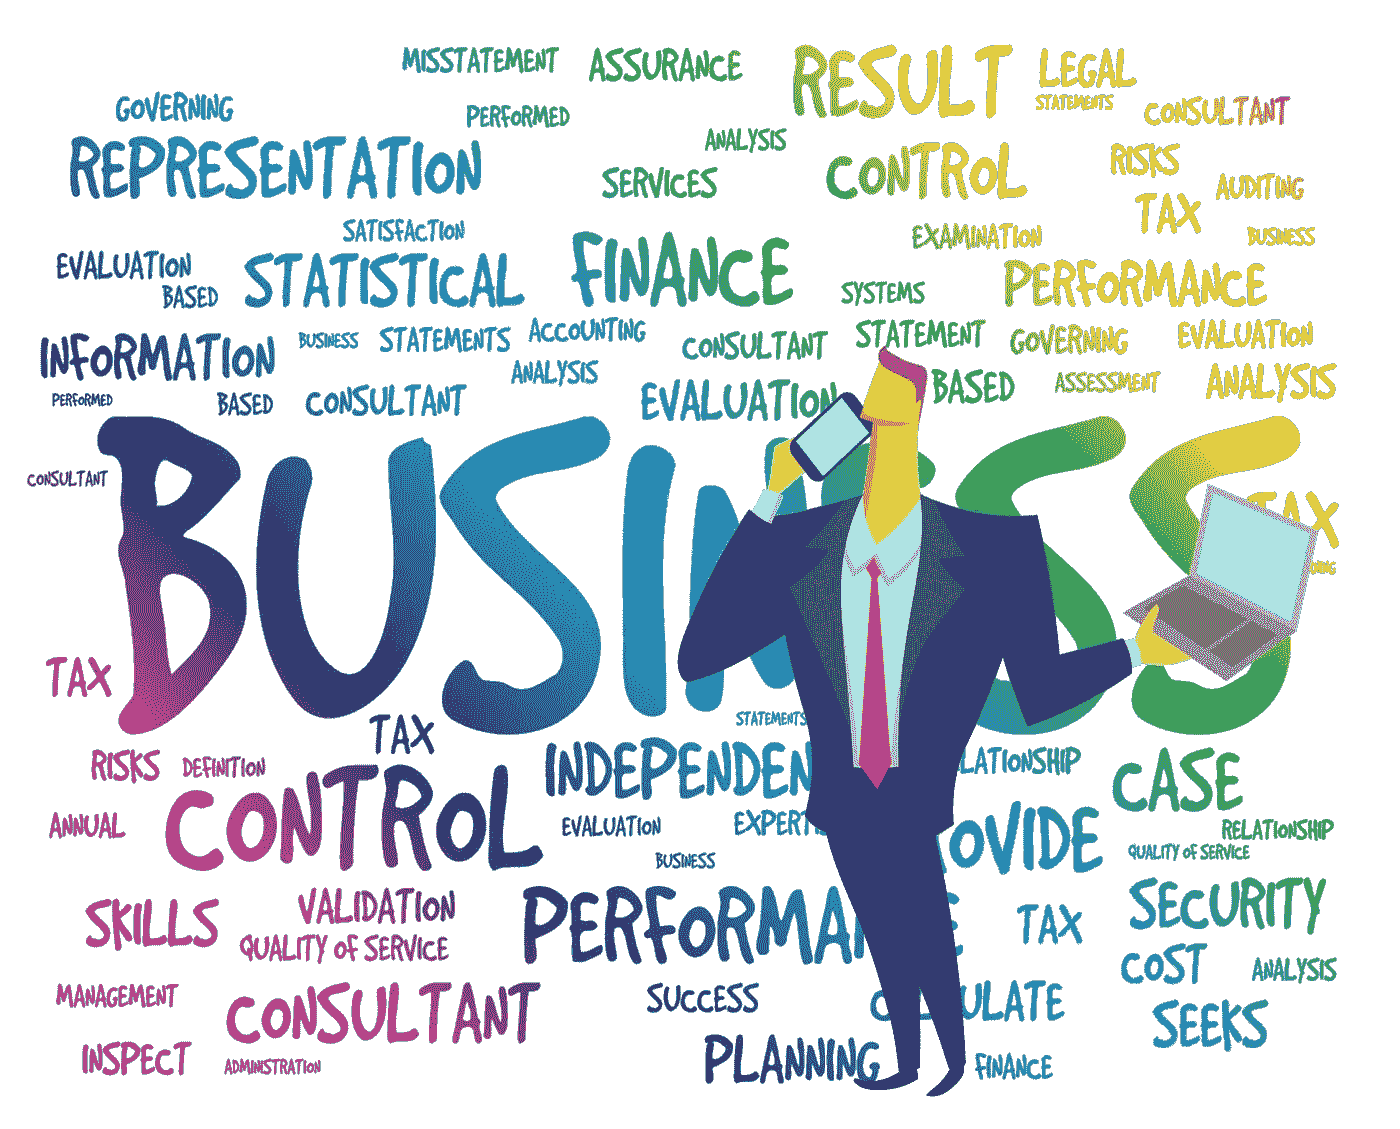 MISSTATEMENT
ASSURANCE
RESULT
LEGAL
STATEMENTS
CONSULTANT
GOVERNING
PERFORMED
ANALYSIS
REPRESENTATION
SERVICES
CONTROL
RISKS
AUDITING
TAX
SATISFACTION
EXAMINATION
BUSINESS
EVALUATION
BASED
STATISTICAL
FINANCE
SYSTEMS
PERFORMANCE
INFORMATION
BUSINESS
STATEMENTS
ACCOUNTING
CONSULTANT
STATEMENT
GOVERNING
EVALUATION
PERFORMED
BASED
CONSULTANT
ANALYSIS
EVALUATION
BASED
ASSESSMENT
ANALYSIS
CONSULTANT
BUSINESS
TAX
TAX
TAX
STATEMENTS
RISKS
DEFINITION
INDEPENDEN
LATIONSHIP
CASE
ANNUAL
CONTROL
EVALUATION
EXPERT
OVIDE
RELATIONSHIP
BUSINESS
QUALITY OF SERVICE
SKILLS
VALIDATION
PERFORMANCE
TAX
SECURITY
QUALITY OF SERVICE
COST
ANALYSIS
MANAGEMENT
CONSULTANT
SUCCESS
C ULATE
SEEKS
INSPECT
ADMINISTRATION
PLANNING
FINANCE